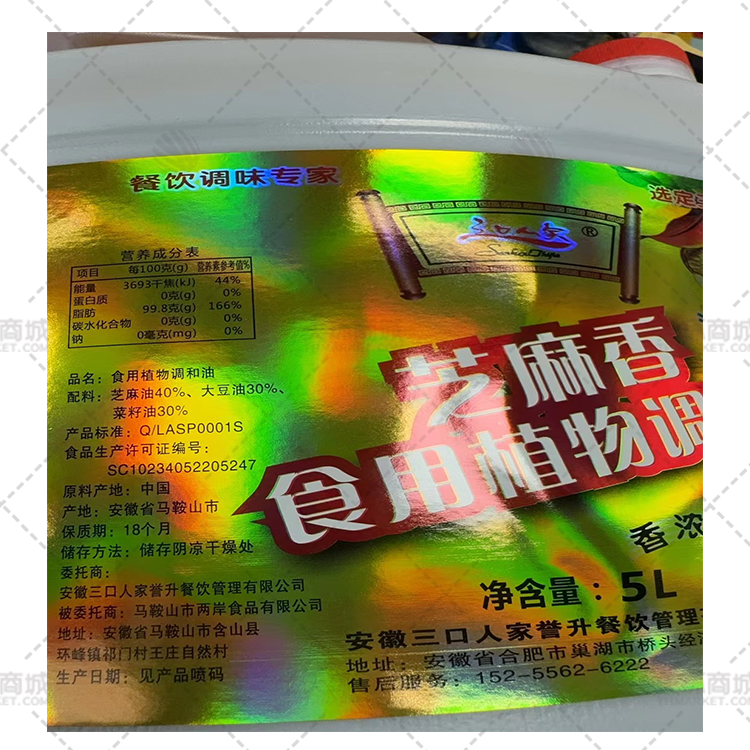 餐饮调味专家
选定
三口人家®
营养成分表
项目 每100克(g) 营养素参考值%
能量 3693千焦(kJ) 44%
蛋白质 0克(g) 0%
脂肪 99.8克(g) 166%
碳水化合物 0克(g) 0%
钠 0毫克(mg) 0%
芝麻香
食用植物调
品名：食用植物调和油
配料：芝麻油40%、大豆油30%、
菜籽油30%
产品标准：Q/LASP0001S
食品生产许可证编号：
SC10234052205247
原料产地：中国
产地：安徽省马鞍山市
保质期：18个月
储存方法：储存阴凉干燥处
委托商：
安徽三口人家誉升餐饮管理有限公司
被委托商：马鞍山市两岸食品有限公司
地址：安徽省马鞍山市含山县
环峰镇祁门村王庄自然村
生产日期：见产品喷码
香浓
净含量：5L
安徽三口人家誉升餐饮管理
地址：安徽省合肥市巢湖市桥头经
售后服务：152-5562-6222
商城
MARKET.COM